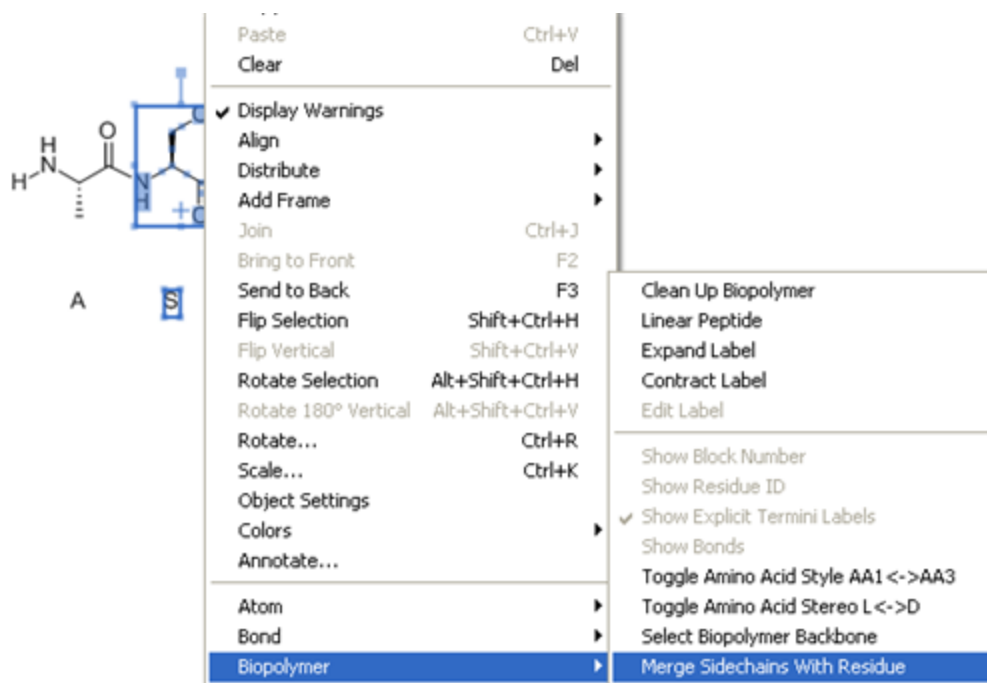 Paste Ctrl+V
Clear Del
Display Warnings
Align
Distribute
Add Frame
Join Ctrl+J
Bring to Front F2
Send to Back F3
Flip Selection Shift+Ctrl+H
Flip Vertical Shift+Ctrl+V
Rotate Selection Alt+Shift+Ctrl+H
Rotate 180° Vertical Alt+Shift+Ctrl+V
Rotate... Ctrl+R
Scale... Ctrl+K
Object Settings
Colors
Annotate...
Atom
Bond
Biopolymer
Clean Up Biopolymer
Linear Peptide
Expand Label
Contract Label
Edit Label
Show Block Number
Show Residue ID
Show Explicit Termini Labels
Show Bonds
Toggle Amino Acid Style AA1<->AA3
Toggle Amino Acid Stereo L<->D
Select Biopolymer Backbone
Merge Sidechains With Residue
H O
H N N
H
A S